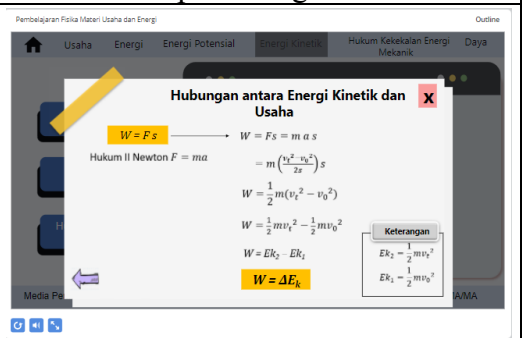 Pembelajaran Fisika Materi Usaha dan Energi
Outline
Usaha
Energi
Energi Potensial
Energi Kinetik
Hukum Kekekalan Energi
Mekanik
Daya
Hubungan antara Energi Kinetik dan
Usaha
X
W = F s
W = Fs = m a s
Hukum II Newton F = ma
= m((vₜ² − v₀²)/2s)s
W = 1/2 m(vₜ² − v₀²)
W = 1/2 mvₜ² − 1/2 mv₀²
W = Ek₂ - Ek₁
W = ΔEₖ
Keterangan
Ek₂ = 1/2 mvₜ²
Ek₁ = 1/2 mv₀²
H
Media Pe
IA/MA